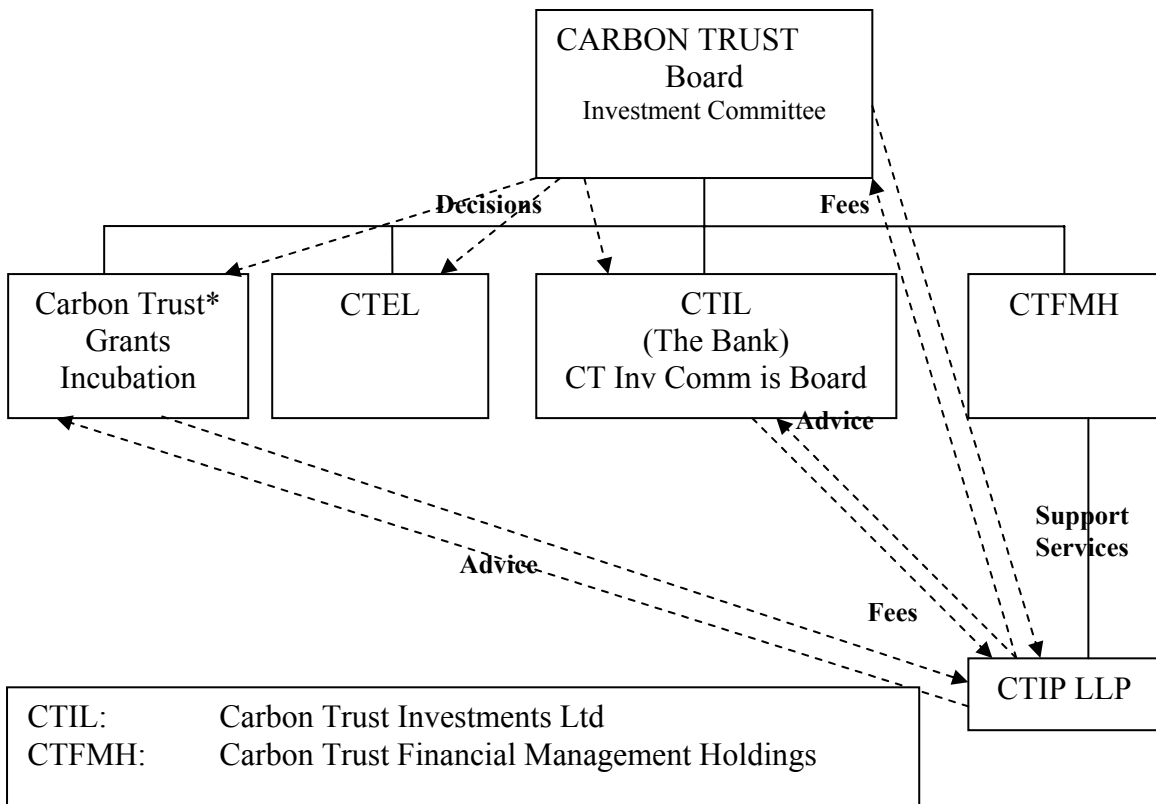 CARBON TRUST
Board
Investment Committee
Decisions
Fees
Carbon Trust*
Grants
Incubation
CTEL
CTIL
(The Bank)
CT Inv Comm is Board
CTFMH
Advice
Support
Services
Advice
Fees
CTIP LLP
CTIL: Carbon Trust Investments Ltd
CTFMH: Carbon Trust Financial Management Holdings